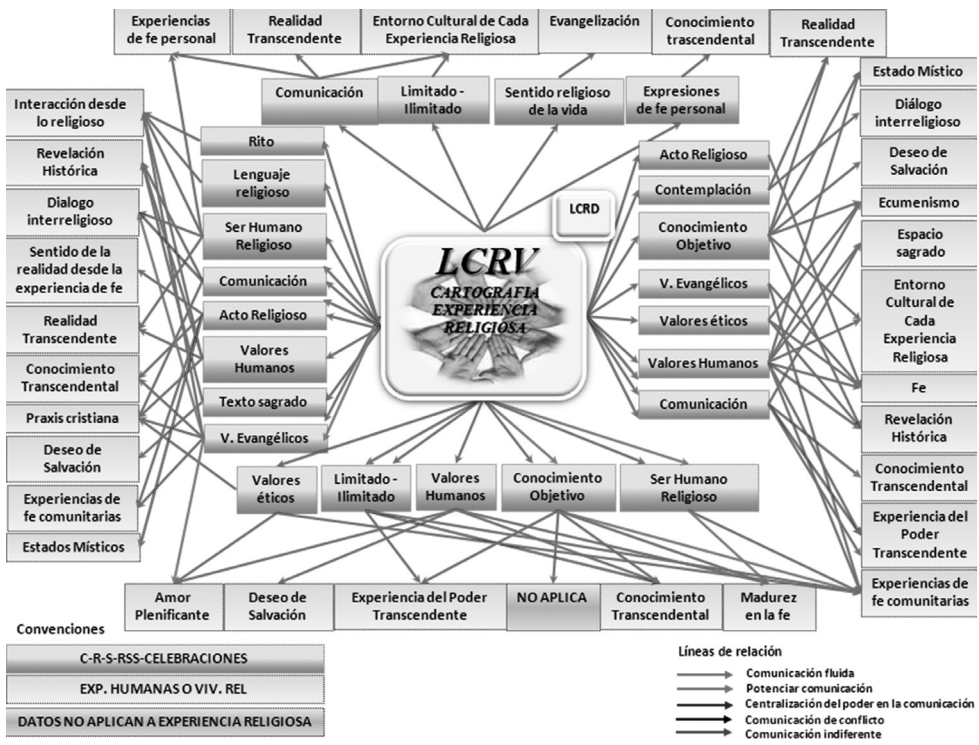 Experiencias
de fe personal
Realidad
Transcendente
Entorno Cultural de Cada
Experiencia Religiosa
Evangelización
Conocimiento
trascendental
Realidad
Transcendente
Comunicación
Limitado -
Ilimitado
Sentido religioso
de la vida
Expresiones
de fe personal
Interacción desde
lo religioso
Revelación
Histórica
Dialogo
interreligioso
Sentido de la
realidad desde la
experiencia de fe
Realidad
Transcendente
Conocimiento
Transcendental
Praxis cristiana
Deseo de
Salvación
Experiencias de
fe comunitarias
Estados Místicos
Rito
Lenguaje
religioso
Ser Humano
Religioso
Comunicación
Acto Religioso
Valores
Humanos
Texto sagrado
V. Evangélicos
LCRD
LCRV
CARTOGRAFIA
EXPERIENCIA
RELIGIOSA
Acto Religioso
Contemplación
Conocimiento
Objetivo
V. Evangélicos
Valores éticos
Valores Humanos
Comunicación
Estado Místico
Diálogo
interreligioso
Deseo de
Salvación
Ecumenismo
Espacio
sagrado
Entorno
Cultural de
Cada
Experiencia
Religiosa
Fe
Revelación
Histórica
Conocimiento
Transcendental
Experiencia del
Poder
Transcendente
Experiencias de
fe comunitarias
Valores
éticos
Limitado -
Ilimitado
Valores
Humanos
Conocimiento
Objetivo
Ser Humano
Religioso
Amor
Plenificante
Deseo de
Salvación
Experiencia del Poder
Transcendente
NO APLICA
Conocimiento
Transcendental
Madurez
en la fe
Convenciones
C-R-S-RSS-CELEBRACIONES
EXP. HUMANAS O VIV. REL
DATOS NO APLICAN A EXPERIENCIA RELIGIOSA
Líneas de relación
Comunicación fluida
Potenciar comunicación
Centralización del poder en la comunicación
Comunicación de conflicto
Comunicación indiferente